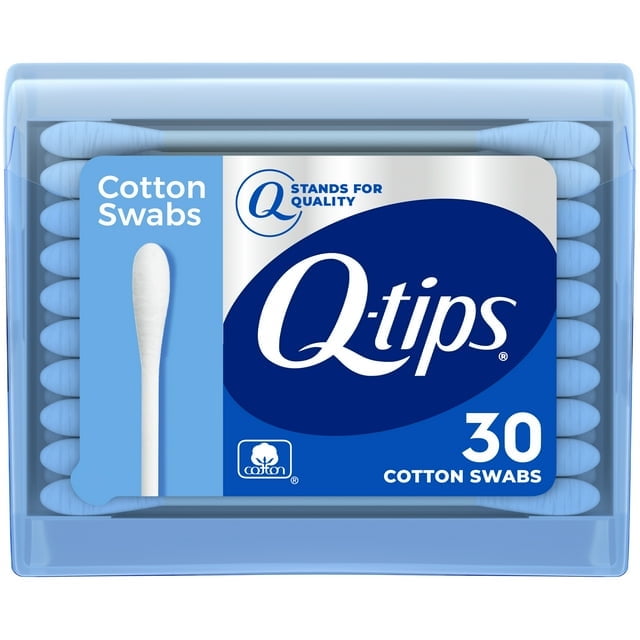 Cotton
Swabs
Q STANDS FOR
QUALITY
Q-tips®
30
COTTON SWABS
cotton®